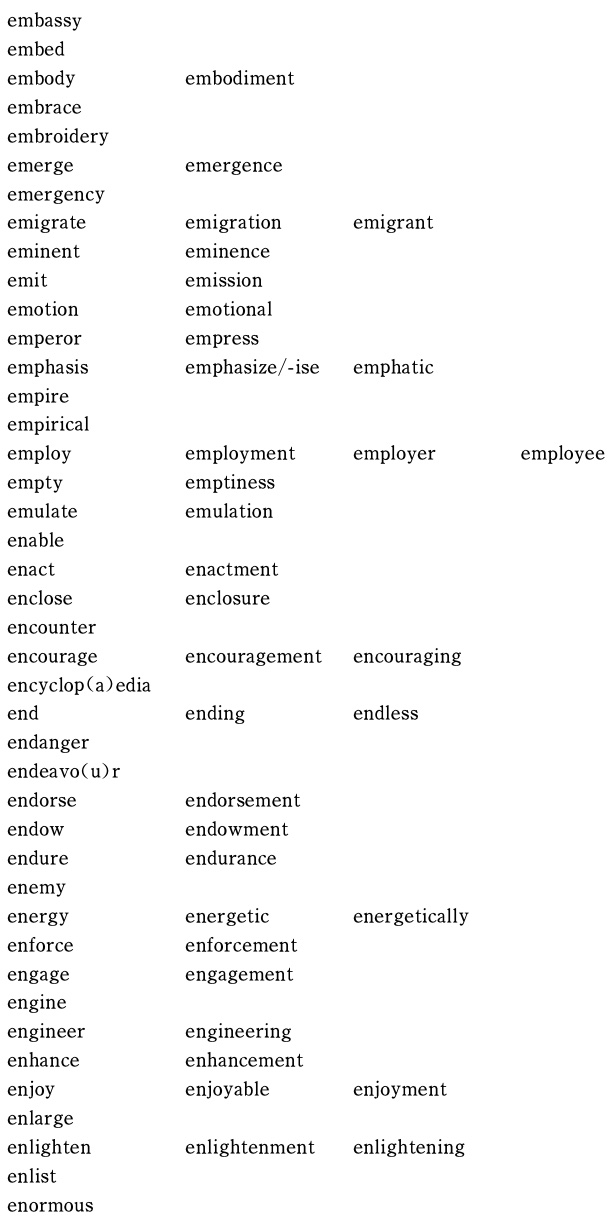 embassy
embed
embody embodiment
embrace
embroidery
emerge emergence
emergency
emigrate emigration emigrant
eminent eminence
emit emission
emotion emotional
emperor empress
emphasis emphasize/-ise emphatic
empire
empirical
employ employment employer employee
empty emptiness
emulate emulation
enable
enact enactment
enclose enclosure
encounter
encourage encouragement encouraging
encyclop(a)edia
end ending endless
endanger
endeavo(u)r
endorse endorsement
endow endowment
endure endurance
enemy
energy energetic energetically
enforce enforcement
engage engagement
engine
engineer engineering
enhance enhancement
enjoy enjoyable enjoyment
enlarge
enlighten enlightenment enlightening
enlist
enormous